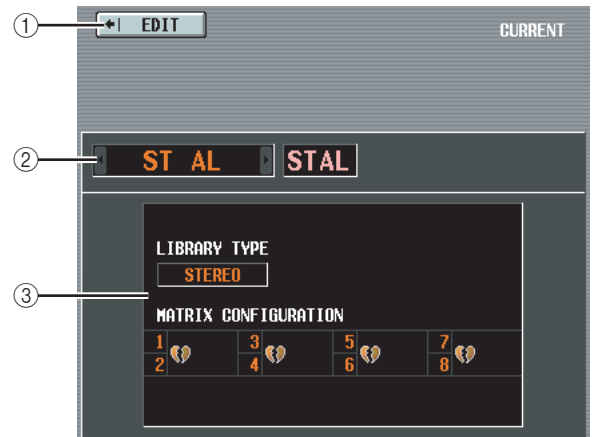 ① EDIT CURRENT
② ST AL STAL
LIBRARY TYPE
STEREO
③
MATRIX CONFIGURATION
1 3 5 7
2 4 6 8